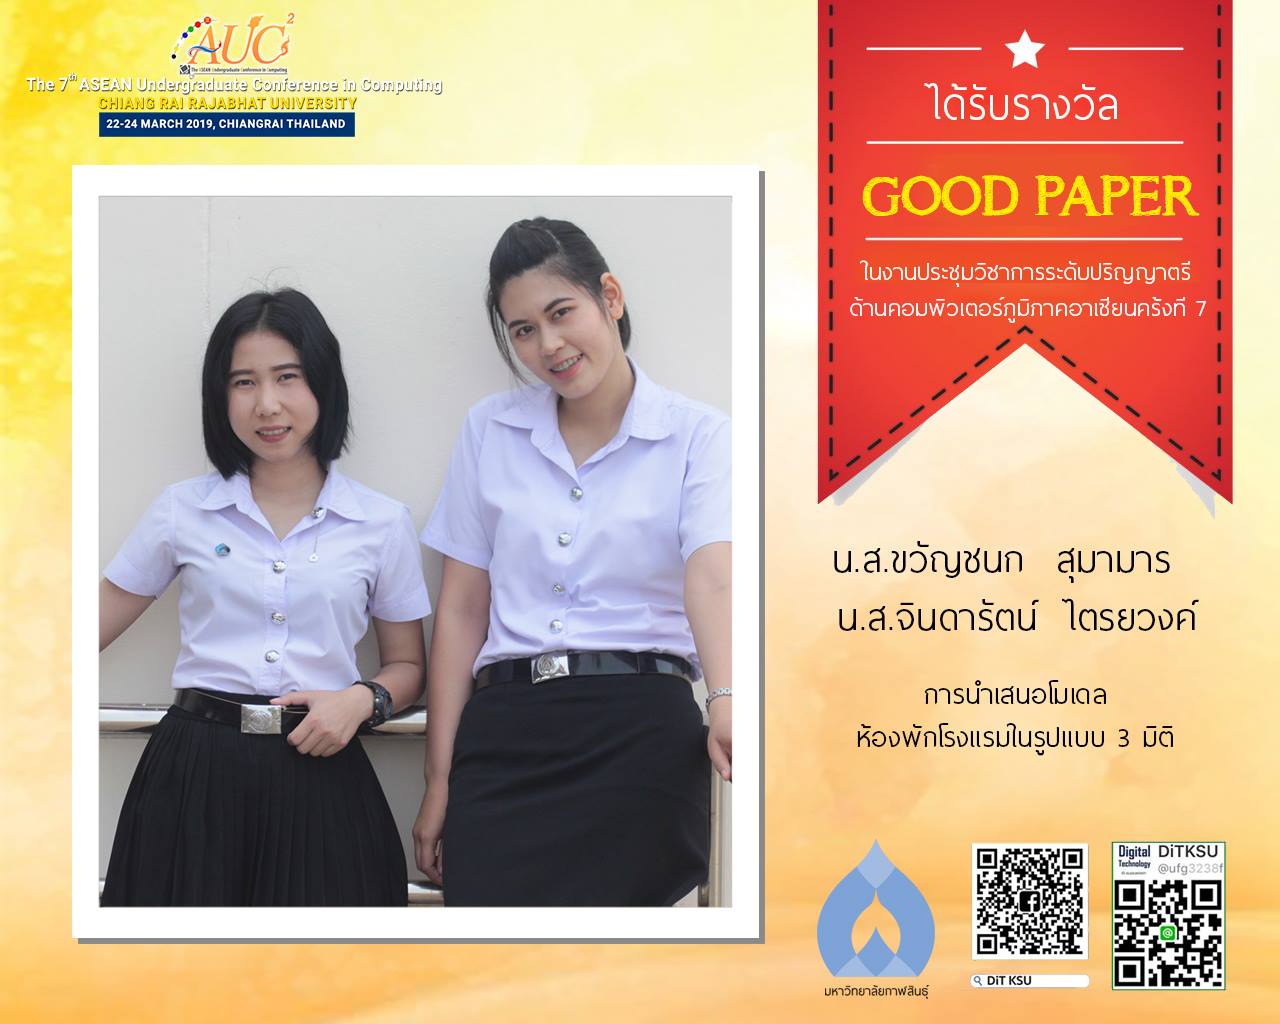 AUC²
The ASEAN Undergraduate Conference in Computing
The 7th ASEAN Undergraduate Conference in Computing
CHIANG RAI RAJABHAT UNIVERSITY
22-24 MARCH 2019, CHIANGRAI THAILAND
ได้รับรางวัล
GOOD PAPER
ในงานประชุมวิชาการระดับปริญญาตรี
ด้านคอมพิวเตอร์ภูมิภาคอาเซียนครั้งที่ 7
น.ส.ขวัญชนก สุมามาร
น.ส.จินดารัตน์ ไตรยวงค์
การนำเสนอโมเดล
ห้องพักโรงแรมในรูปแบบ 3 มิติ
มหาวิทยาลัยกาฬสินธุ์
DiT KSU
Digital Technology
DiTKSU
@ufg3238f